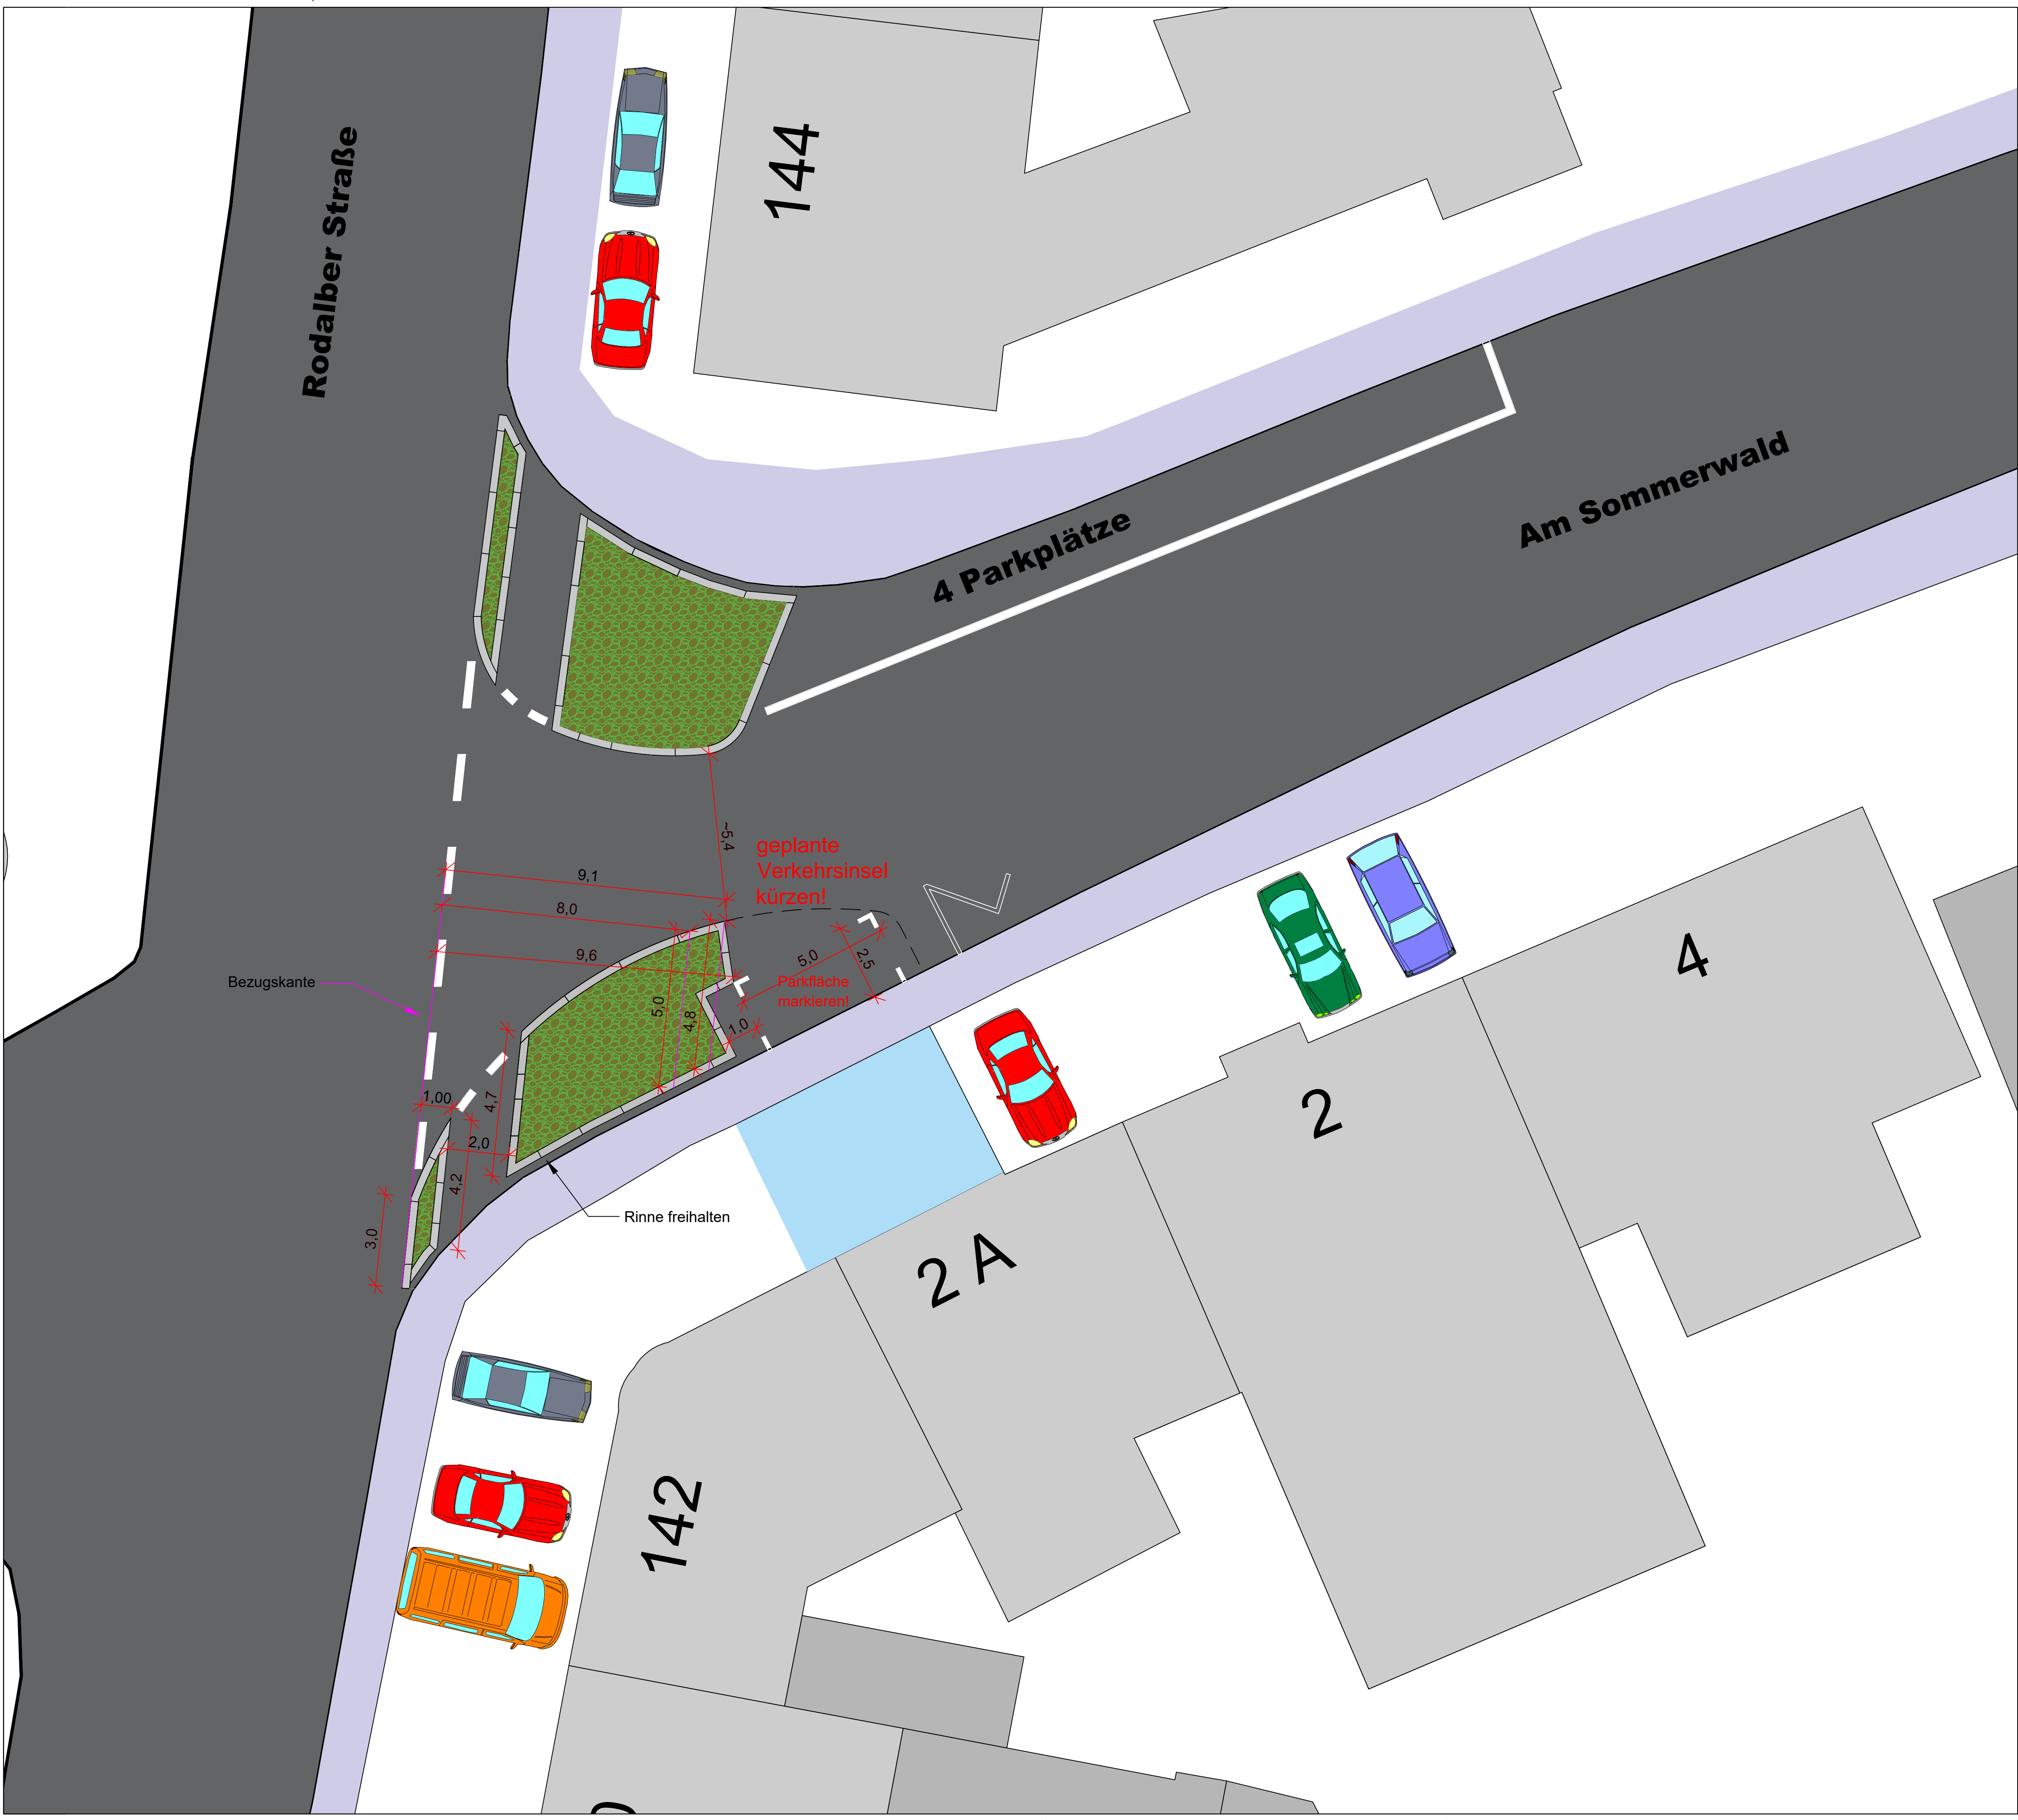 144
Rodalber Straße
4 Parkplätze
Am Sommerwald
~5,4
geplante
Verkehrsinsel
kürzen!
9,1
8,0
9,6
5,0
2,5
Parkfläche
markieren!
5,0
4,8
1,0
Bezugskante
1,00
4,7
2,0
4,2
3,0
Rinne freihalten
4
2
2 A
142